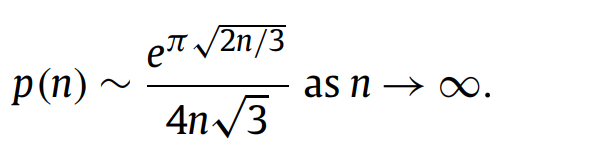 p(n) ~ e^{π√(2n/3)} / (4n√3) as n → ∞.